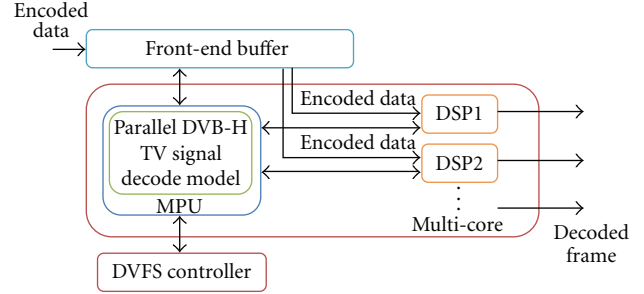 Encoded
data
Front-end buffer
Encoded data
DSP1
Parallel DVB-H
TV signal
decode model
Encoded data
DSP2
MPU
Multi-core
Decoded
frame
DVFS controller